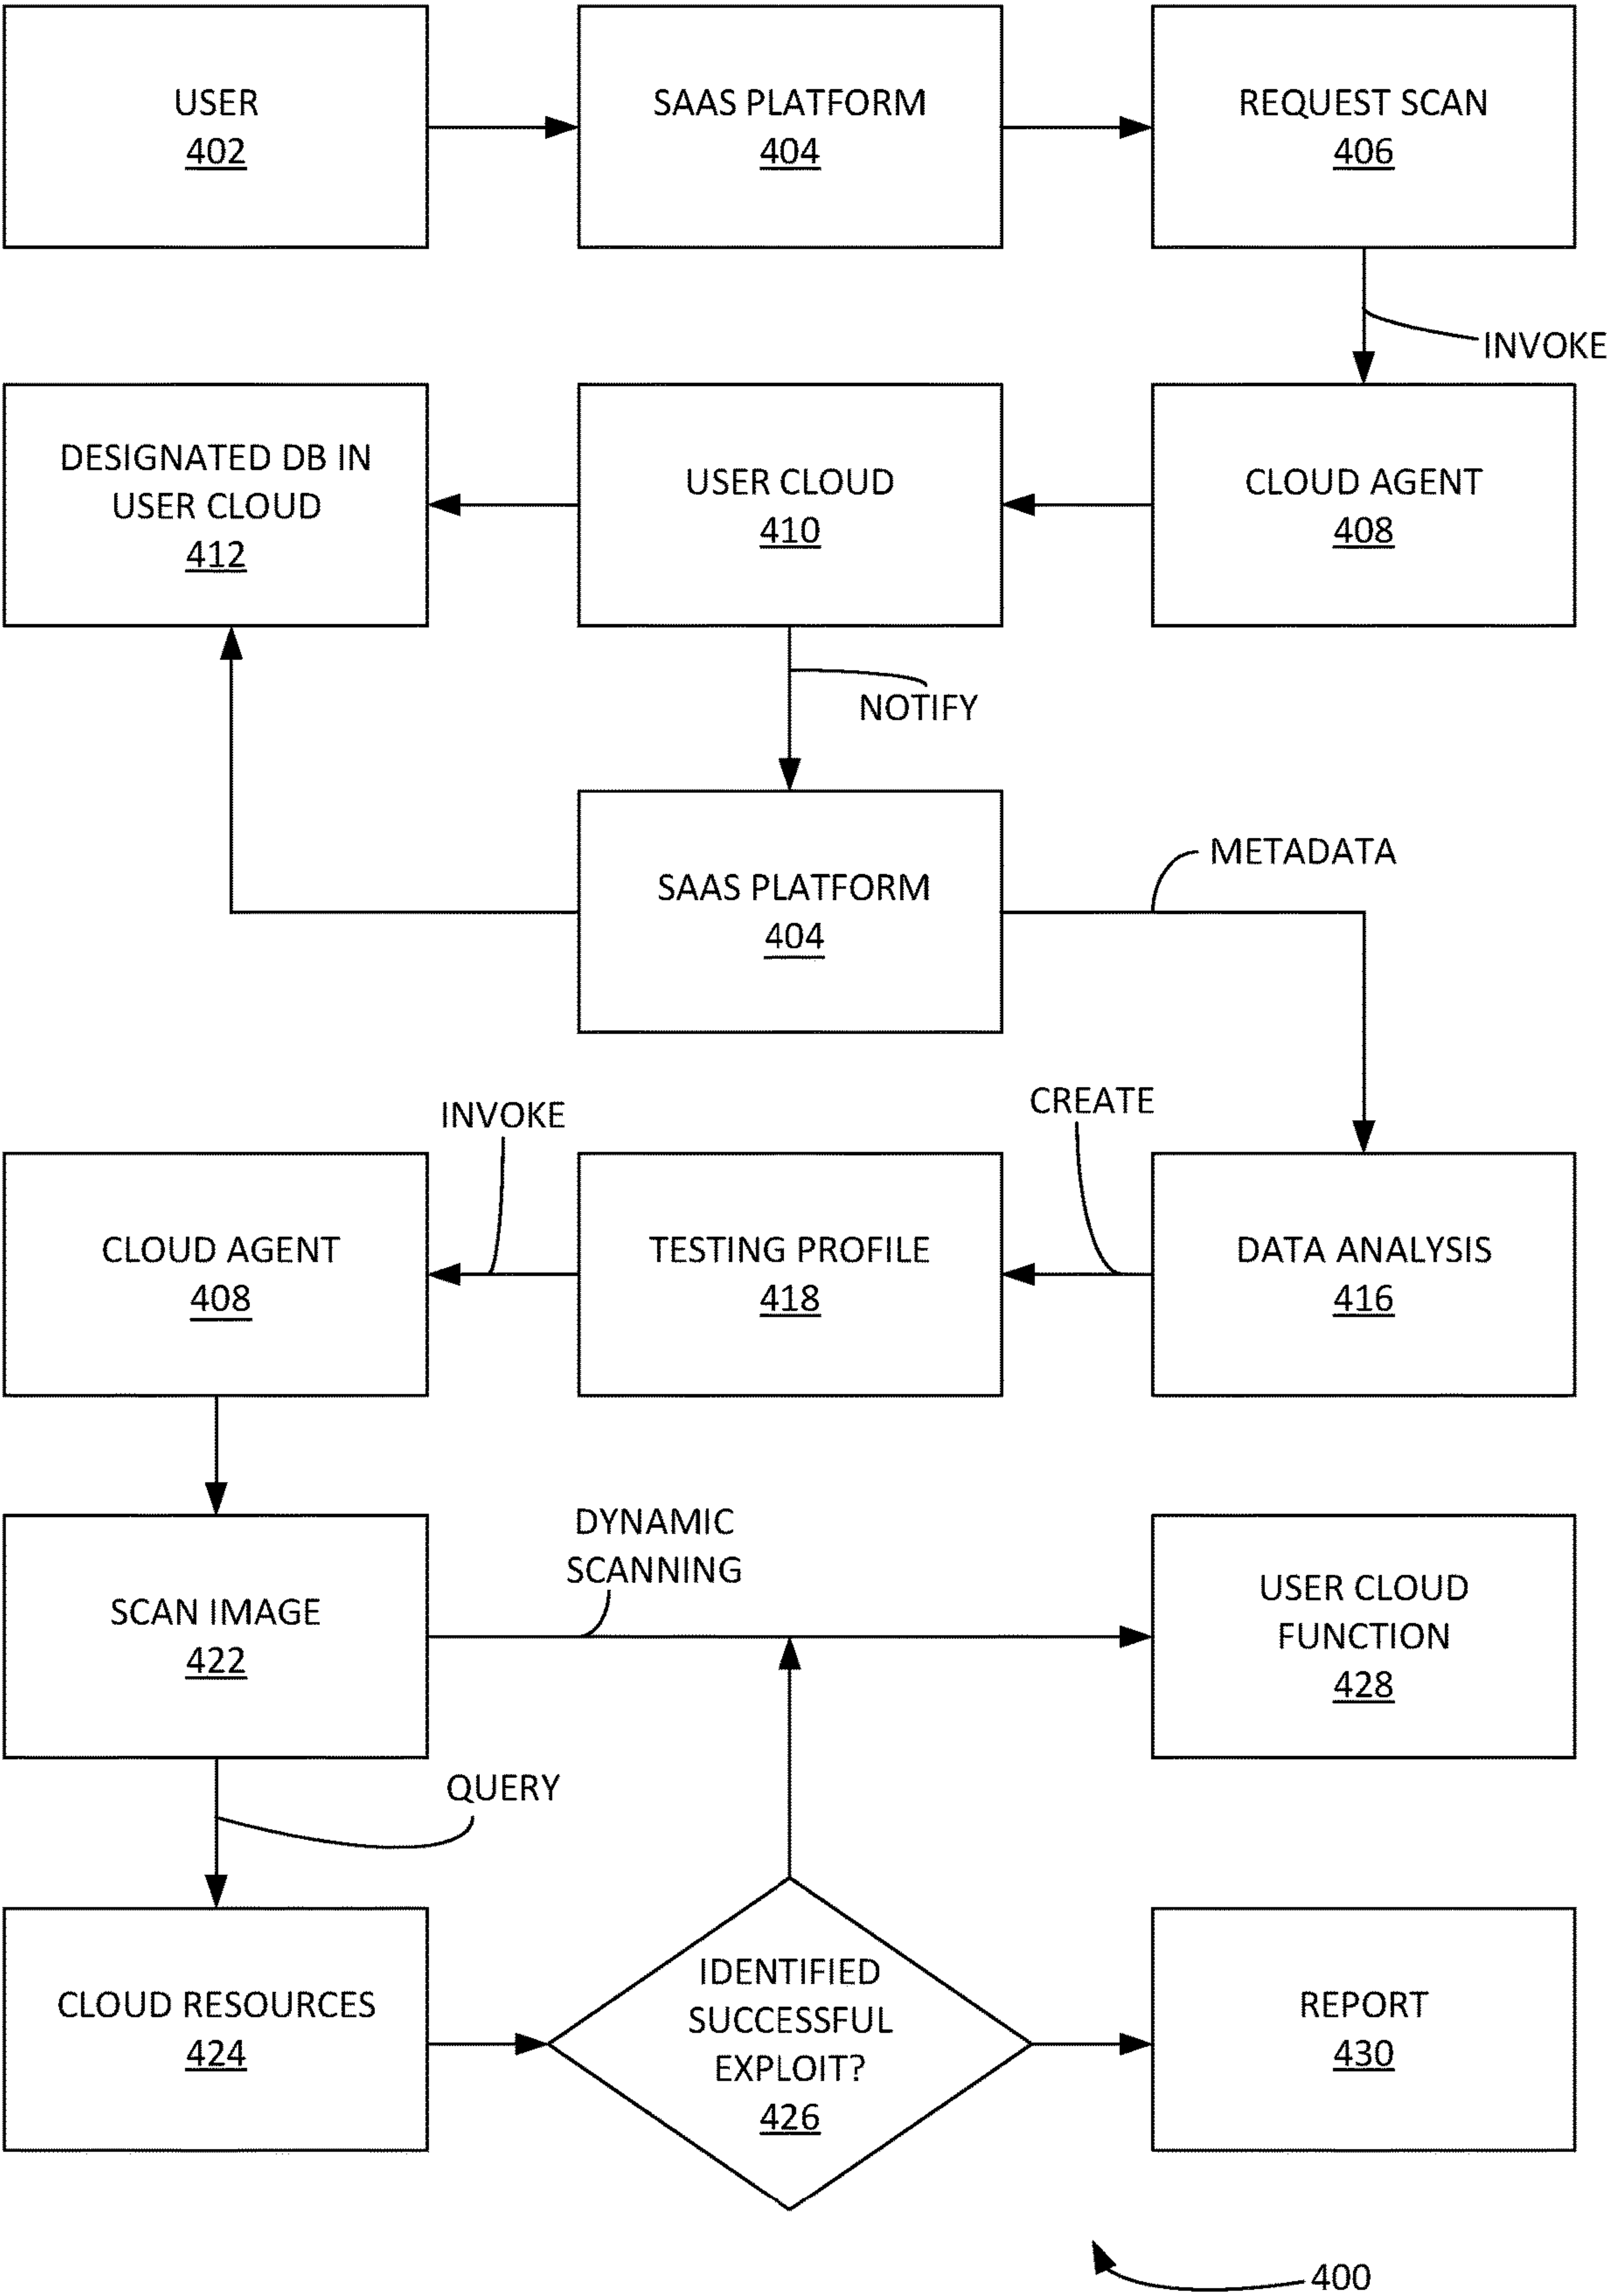 USER
402
SAAS PLATFORM
404
REQUEST SCAN
406
INVOKE
DESIGNATED DB IN
USER CLOUD
412
USER CLOUD
410
CLOUD AGENT
408
NOTIFY
SAAS PLATFORM
404
METADATA
INVOKE
CREATE
CLOUD AGENT
408
TESTING PROFILE
418
DATA ANALYSIS
416
SCAN IMAGE
422
DYNAMIC
SCANNING
USER CLOUD
FUNCTION
428
QUERY
CLOUD RESOURCES
424
IDENTIFIED
SUCCESSFUL
EXPLOIT?
426
REPORT
430
400